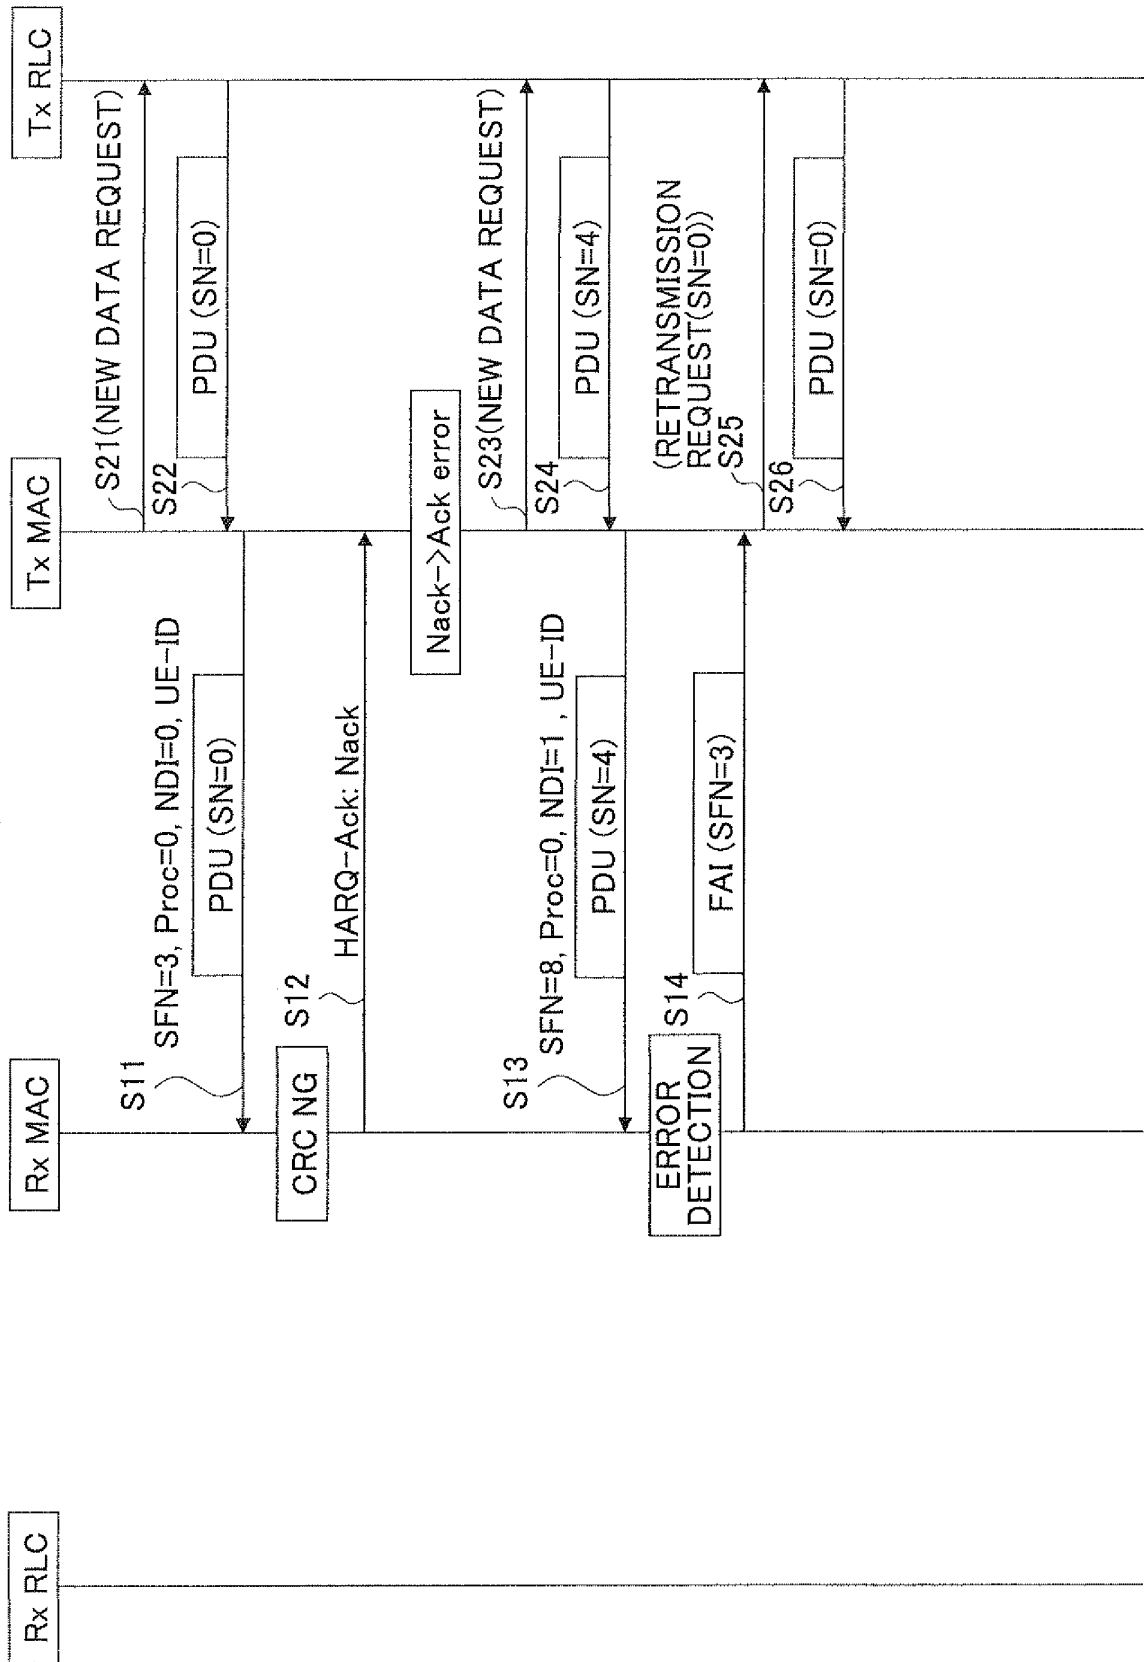 Rx RLC
Rx MAC
Tx MAC
Tx RLC
S21(NEW DATA REQUEST)
S22
PDU (SN=0)
S11
SFN=3, Proc=0, NDI=0, UE-ID
PDU (SN=0)
CRC NG
S12
HARQ-Ack: Nack
Nack->Ack error
S23(NEW DATA REQUEST)
S24
PDU (SN=4)
S13
SFN=8, Proc=0, NDI=1 , UE-ID
PDU (SN=4)
ERROR
DETECTION
S14
FAI (SFN=3)
(RETRANSMISSION
REQUEST(SN=0))
S25
S26
PDU (SN=0)